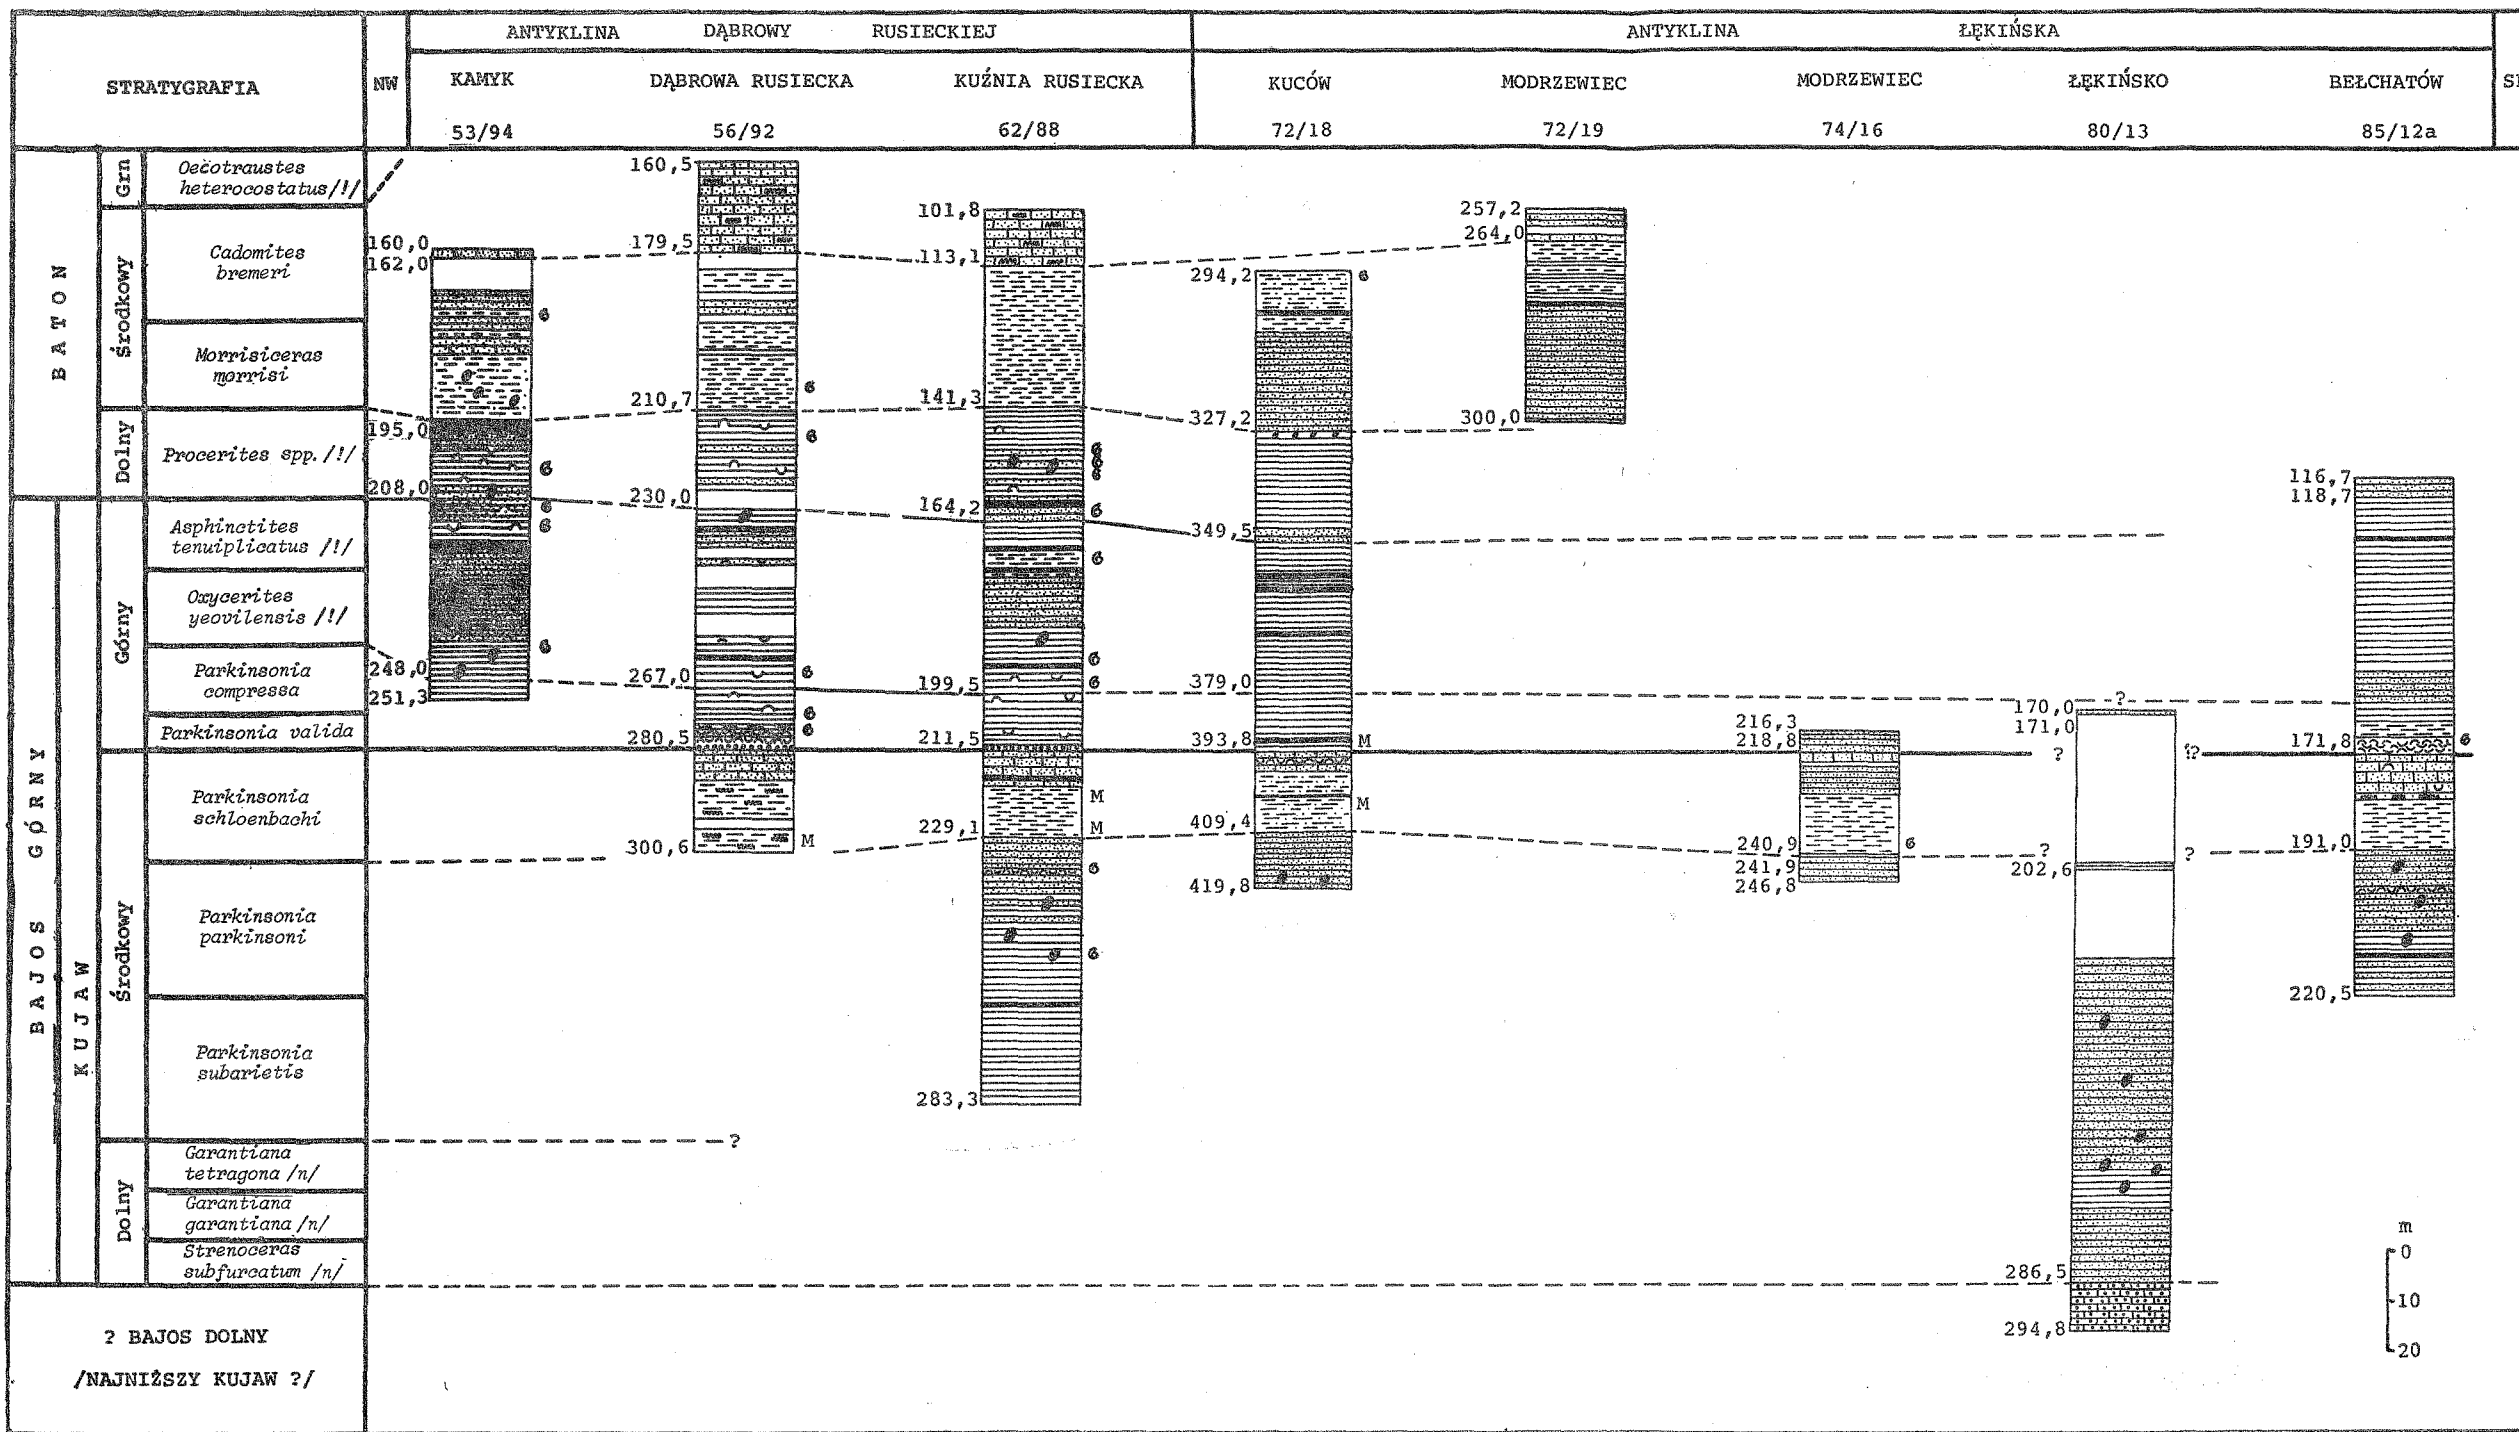 ANTYKLINA DĄBROWY RUSIECKIEJ
ANTYKLINA ŁĘKIŃSKA
STRATYGRAFIA
NW
KAMYK
53/94
DĄBROWA RUSIECKA
56/92
KUŹNIA RUSIECKA
62/88
KUCÓW
72/18
MODRZEWIEC
72/19
MODRZEWIEC
74/16
ŁĘKIŃSKO
80/13
BEŁCHATÓW
85/12a
BATON
Grn
Oecotraustes
heterocostatus/!/
Środkowy
Cadomites
bremeri
Morrisiceras
morrisi
Dolny
Procerites spp./!/
BAJOS GÓRNY
KUJAW
Górny
Asphinctites
tenuiplicatus /!/
Oxycerites
yeovilensis /!/
Parkinsonia
compressa
Parkinsonia valida
Środkowy
Parkinsonia
schloenbachi
Parkinsonia
parkinsoni
Parkinsonia
subarietis
Dolny
Garantiana
tetragona /n/
Garantiana
garantiana /n/
Strenoceras
subfurcatum /n/
? BAJOS DOLNY
/NAJNIŻSZY KUJAW ?/
160,0
162,0
195,0
208,0
248,0
251,3
160,5
179,5
210,7
230,0
267,0
280,5
300,6
M
?
101,8
113,1
141,3
164,2
199,5
211,5
229,1
283,3
M
M
294,2
327,2
349,5
379,0
393,8
409,4
419,8
M
M
257,2
264,0
300,0
216,3
218,8
240,9
241,9
246,8
170,0
171,0
202,6
286,5
294,8
?
?
?
!?
?
116,7
118,7
171,8
191,0
220,5
m
0
10
20